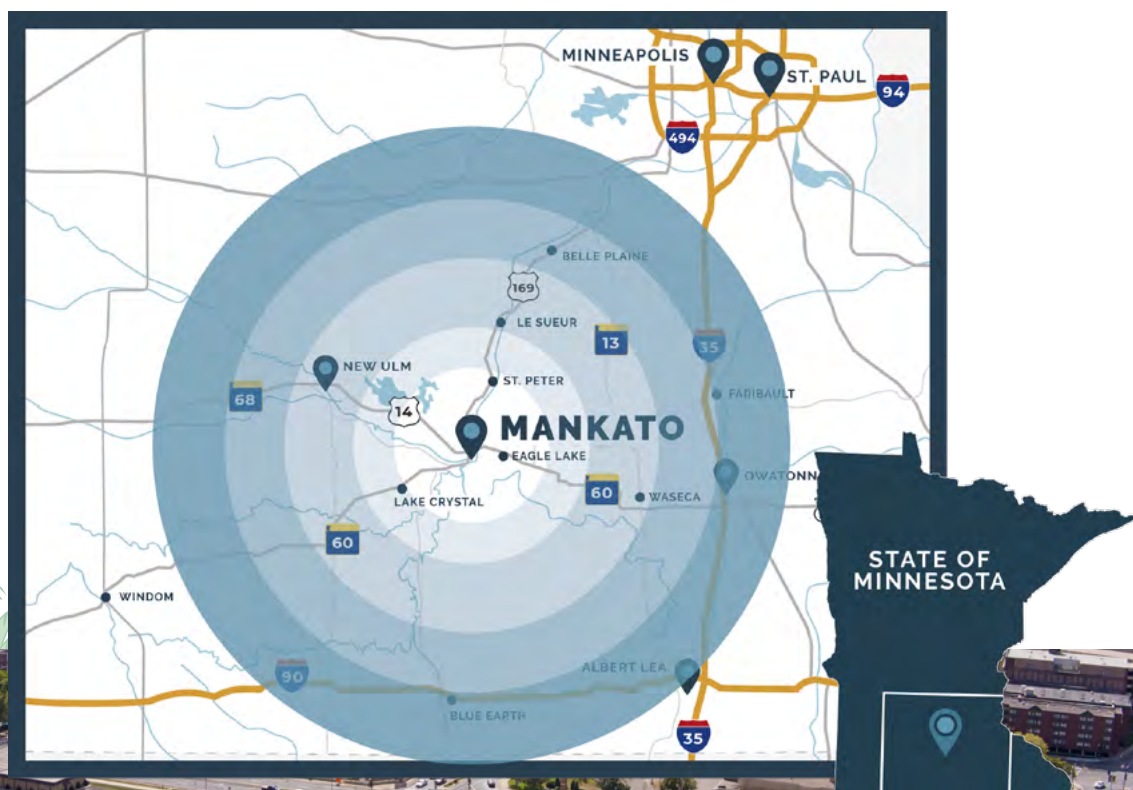 MINNEAPOLIS
ST. PAUL
94
494
BELLE PLAINE
169
LE SUEUR
13
35
NEW ULM
ST. PETER
68
14
FARIBAULT
MANKATO
EAGLE LAKE
OWATONN
LAKE CRYSTAL
60
WASECA
60
STATE OF
MINNESOTA
WINDOM
ALBERT LEA
90
BLUE EARTH
35